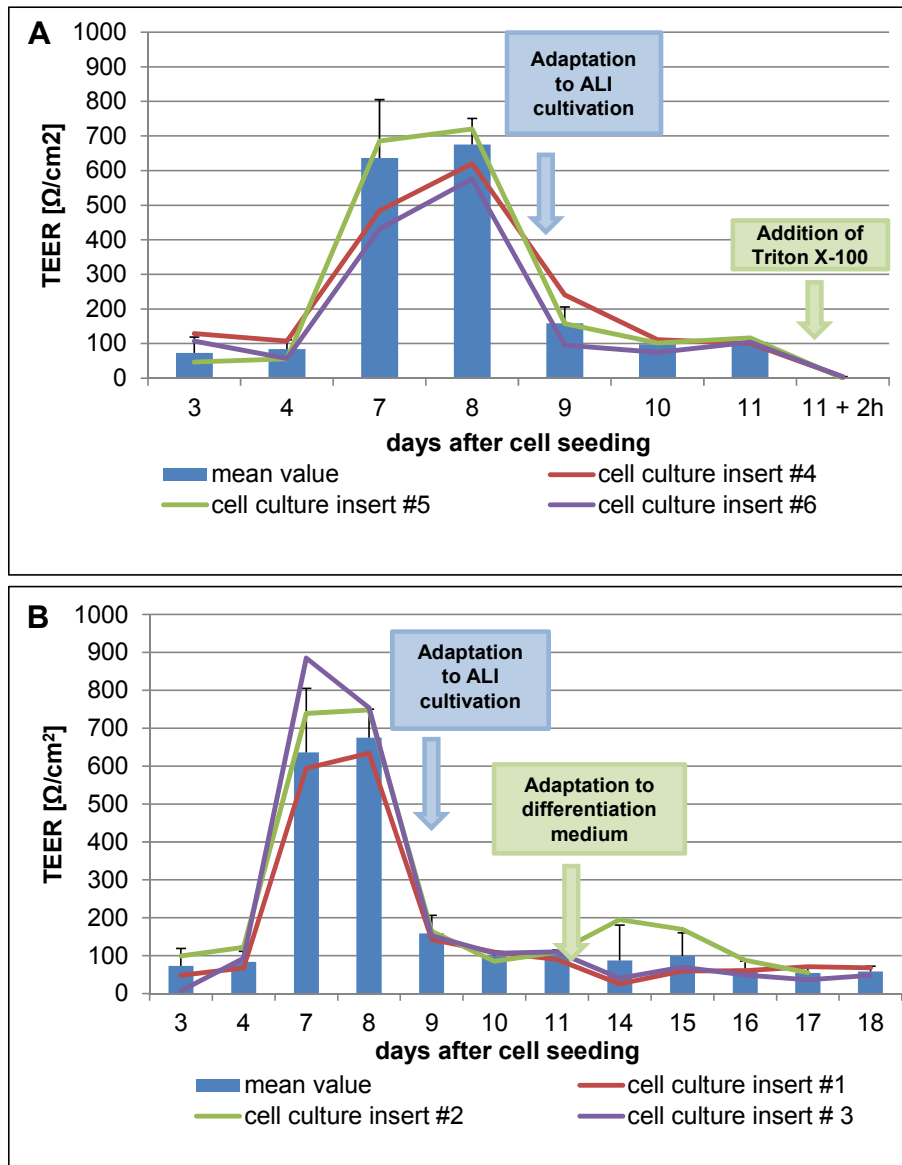 A
1000
900
800
700
600
500
400
300
200
100
0
TEER [Ω/cm2]
Adaptation
to ALI
cultivation
Addition of
Triton X-100
3 4 7 8 9 10 11 11 + 2h
days after cell seeding
mean value
cell culture insert #4
cell culture insert #5
cell culture insert #6
B
1000
900
800
700
600
500
400
300
200
100
0
TEER [Ω/cm²]
Adaptation
to ALI
cultivation
Adaptation to
differentiation
medium
3 4 7 8 9 10 11 14 15 16 17 18
days after cell seeding
mean value
cell culture insert #1
cell culture insert #2
cell culture insert # 3